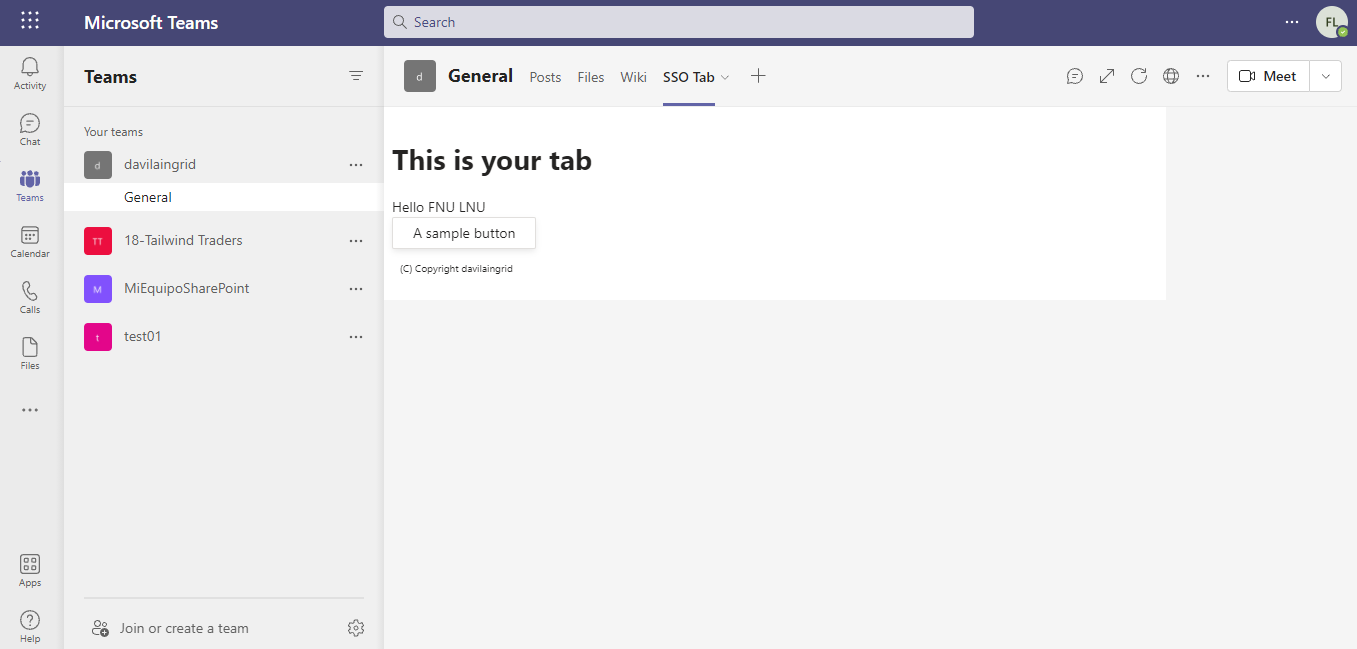 Microsoft Teams
Search
FL
Activity
Chat
Teams
Calendar
Calls
Files
Apps
Help
Teams
Your teams
d davilaingrid
General
TT 18-Tailwind Traders
M MiEquipoSharePoint
t test01
Join or create a team
d General Posts Files Wiki SSO Tab Meet
This is your tab
Hello FNU LNU
A sample button
(C) Copyright davilaingrid